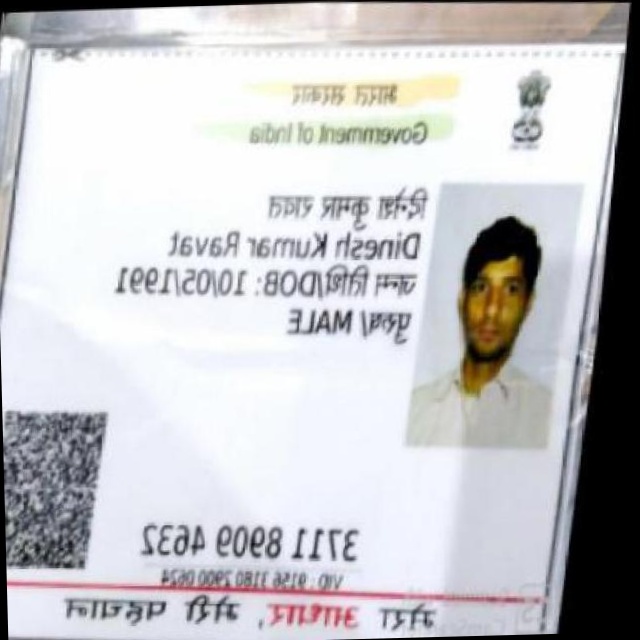 भारत सरकार
Government of India
दिनेश कुमार रावत
Dinesh Kumar Ravat
जन्म तिथि/DOB: 10/05/1991
पुरुष/ MALE
3711 8909 4632
VID : 9156 1180 2900 0624
मेरा आधार, मेरी पहचान